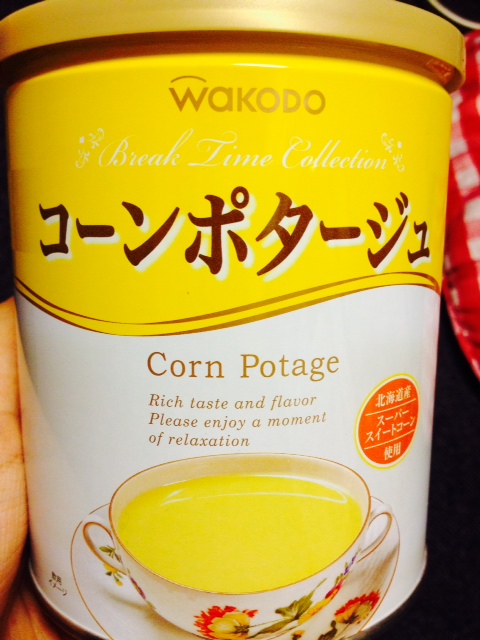 WAKODO
Break Time Collection
コーンポタージュ
Corn Potage
Rich taste and flavor
Please enjoy a moment
of relaxation
北海道産
スーパー
スイートコーン
使用